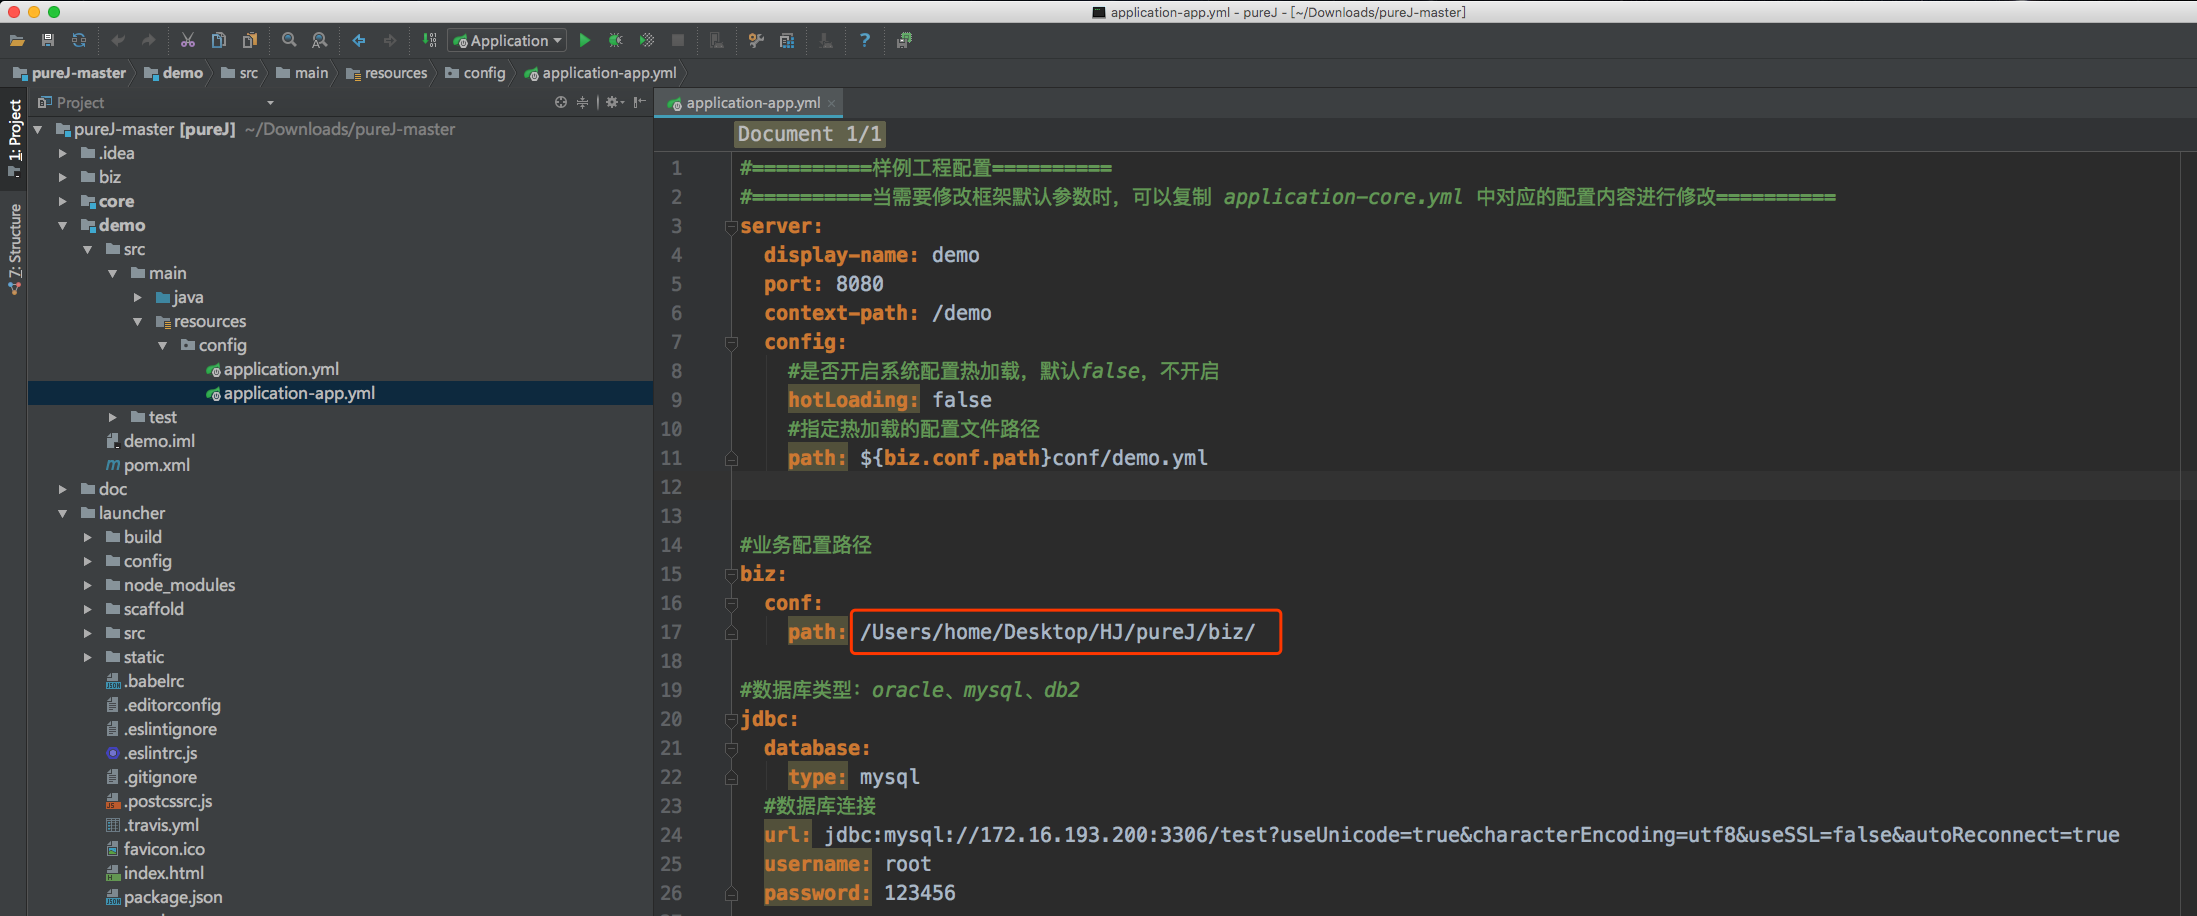 application-app.yml - pureJ - [~/Downloads/pureJ-master]
Application
pureJ-master demo src main resources config application-app.yml
1: Project
7: Structure
Project
pureJ-master [pureJ] ~/Downloads/pureJ-master
.idea
biz
core
demo
src
main
java
resources
config
application.yml
application-app.yml
test
demo.iml
pom.xml
doc
launcher
build
config
node_modules
scaffold
src
static
.babelrc
.editorconfig
.eslintignore
.eslintrc.js
.gitignore
.postcssrc.js
.travis.yml
favicon.ico
index.html
package.json
application-app.yml
Document 1/1
1 #==========样例工程配置==========
2 #==========当需要修改框架默认参数时，可以复制 application-core.yml 中对应的配置内容进行修改==========
3 server:
4 display-name: demo
5 port: 8080
6 context-path: /demo
7 config:
8 #是否开启系统配置热加载，默认false，不开启
9 hotLoading: false
10 #指定热加载的配置文件路径
11 path: ${biz.conf.path}conf/demo.yml
12
13
14 #业务配置路径
15 biz:
16 conf:
17 path: /Users/home/Desktop/HJ/pureJ/biz/
18
19 #数据库类型：oracle、mysql、db2
20 jdbc:
21 database:
22 type: mysql
23 #数据库连接
24 url: jdbc:mysql://172.16.193.200:3306/test?useUnicode=true&characterEncoding=utf8&useSSL=false&autoReconnect=true
25 username: root
26 password: 123456